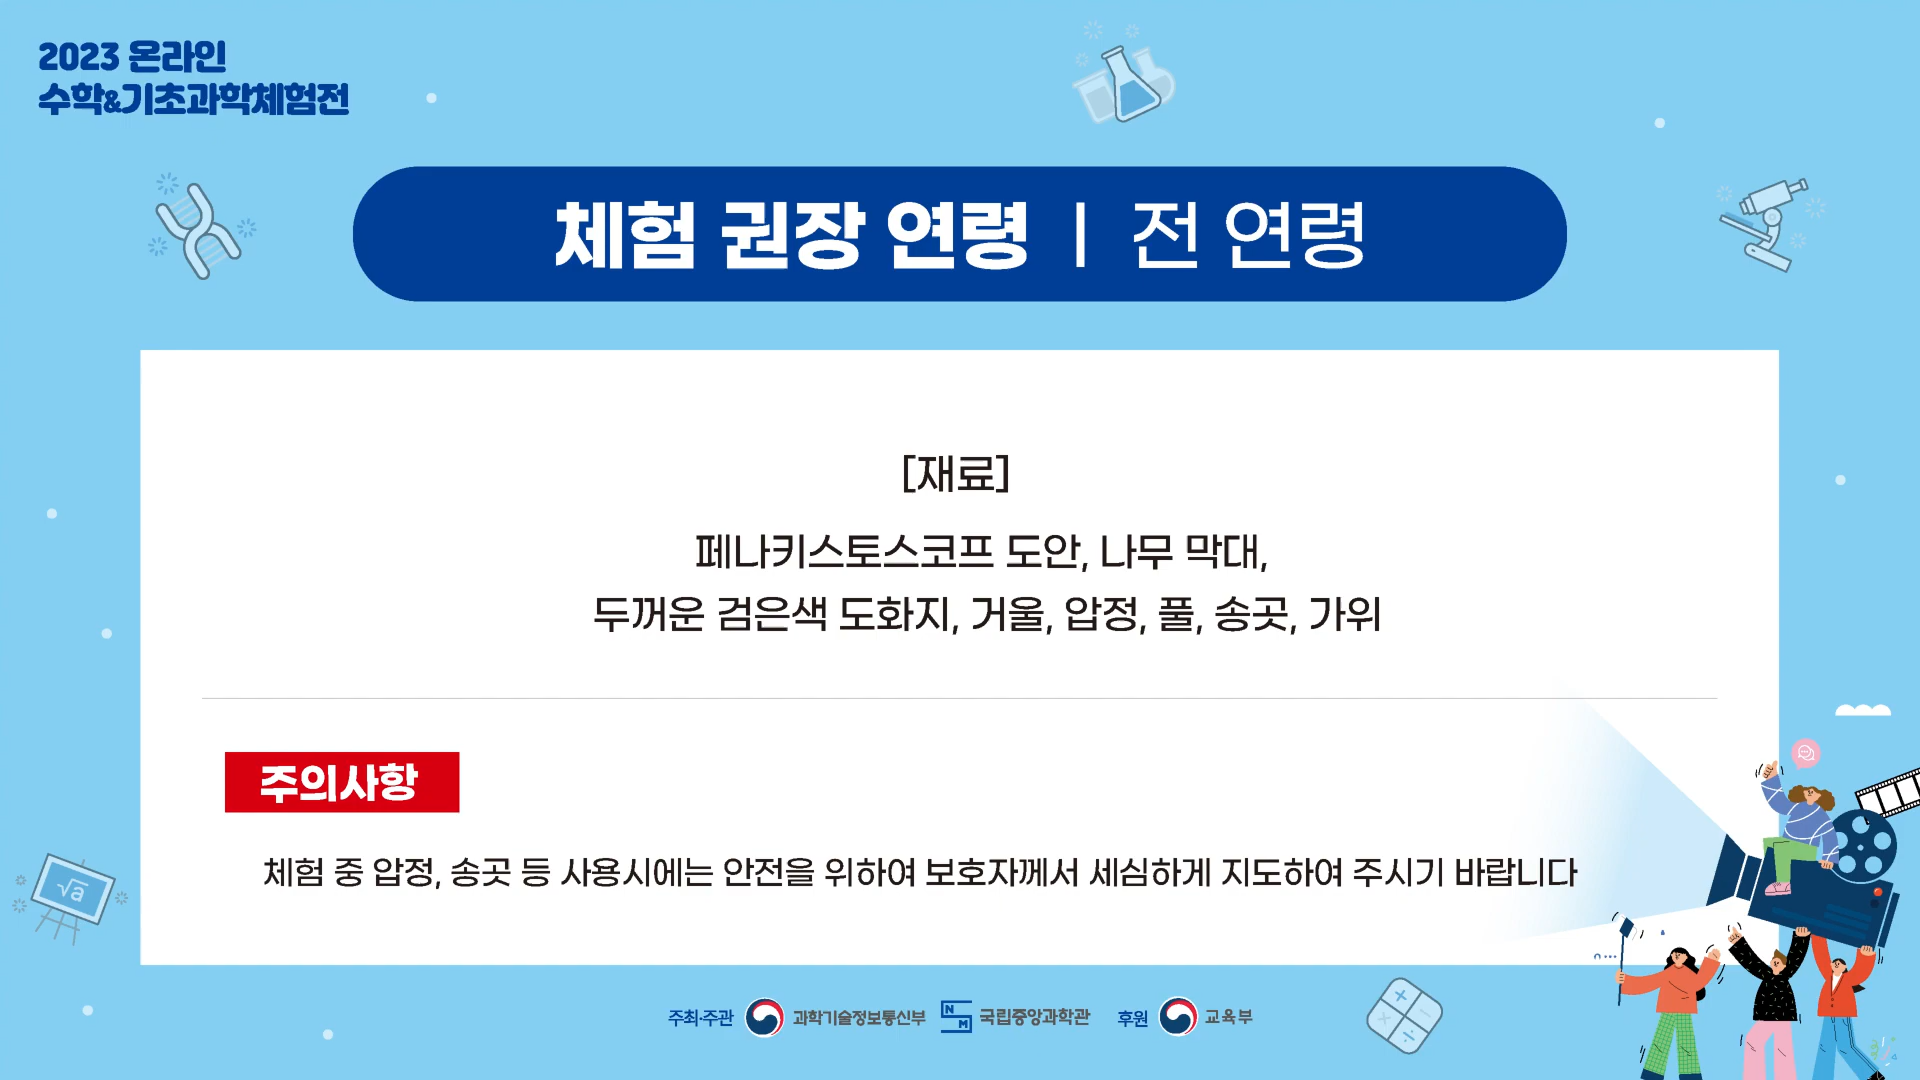 2023 온라인
수학&기초과학체험전
체험 권장 연령 | 전 연령
[재료]
페나키스토스코프 도안, 나무 막대,
두꺼운 검은색 도화지, 거울, 압정, 풀, 송곳, 가위
주의사항
체험 중 압정, 송곳 등 사용시에는 안전을 위하여 보호자께서 세심하게 지도하여 주시기 바랍니다
√a
주최·주관 과학기술정보통신부 NSM 국립중앙과학관 후원 교육부